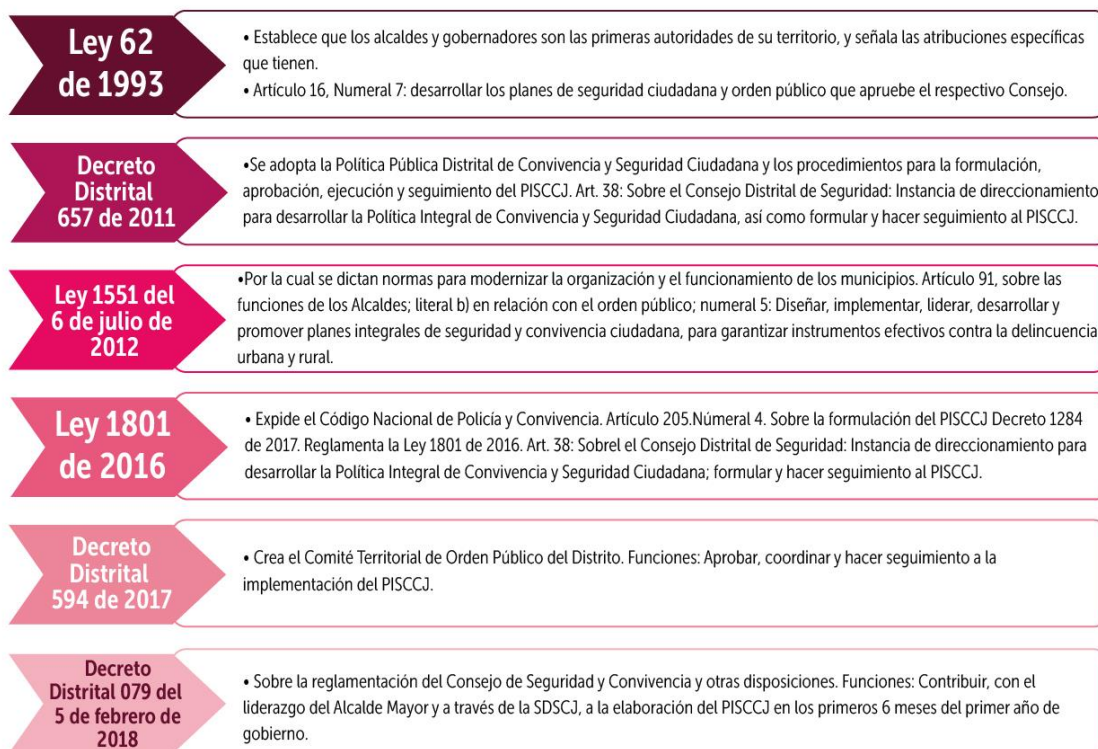 Ley 62
de 1993
• Establece que los alcaldes y gobernadores son las primeras autoridades de su territorio, y señala las atribuciones específicas
que tienen.
• Artículo 16, Numeral 7: desarrollar los planes de seguridad ciudadana y orden público que apruebe el respectivo Consejo.
Decreto
Distrital
657 de 2011
•Se adopta la Política Pública Distrital de Convivencia y Seguridad Ciudadana y los procedimientos para la formulación,
aprobación, ejecución y seguimiento del PISCCJ. Art. 38: Sobre el Consejo Distrital de Seguridad: Instancia de direccionamiento
para desarrollar la Política Integral de Convivencia y Seguridad Ciudadana, así como formular y hacer seguimiento al PISCCJ.
Ley 1551 del
6 de julio de
2012
•Por la cual se dictan normas para modernizar la organización y el funcionamiento de los municipios. Artículo 91, sobre las
funciones de los Alcaldes; literal b) en relación con el orden público; numeral 5: Diseñar, implementar, liderar, desarrollar y
promover planes integrales de seguridad y convivencia ciudadana, para garantizar instrumentos efectivos contra la delincuencia
urbana y rural.
Ley 1801
de 2016
• Expide el Código Nacional de Policía y Convivencia. Artículo 205.Númeral 4. Sobre la formulación del PISCCJ Decreto 1284
de 2017. Reglamenta la Ley 1801 de 2016. Art. 38: Sobrel el Consejo Distrital de Seguridad: Instancia de direccionamiento para
desarrollar la Política Integral de Convivencia y Seguridad Ciudadana; formular y hacer seguimiento al PISCCJ.
Decreto
Distrital
594 de 2017
• Crea el Comité Territorial de Orden Público del Distrito. Funciones: Aprobar, coordinar y hacer seguimiento a la
implementación del PISCCJ.
Decreto
Distrital 079 del
5 de febrero de
2018
• Sobre la reglamentación del Consejo de Seguridad y Convivencia y otras disposiciones. Funciones: Contribuir, con el
liderazgo del Alcalde Mayor y a través de la SDSCJ, a la elaboración del PISCCJ en los primeros 6 meses del primer año de
gobierno.